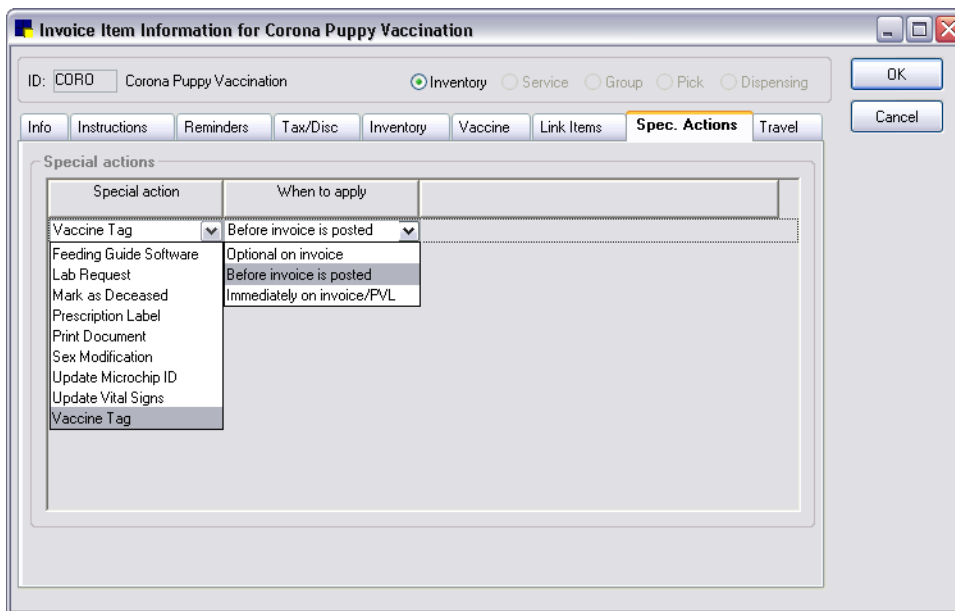 Invoice Item Information for Corona Puppy Vaccination
ID: CORO Corona Puppy Vaccination Inventory Service Group Pick Dispensing OK
Cancel
Info Instructions Reminders Tax/Disc Inventory Vaccine Link Items Spec. Actions Travel
Special actions
Special action When to apply
Vaccine Tag Before invoice is posted
Feeding Guide Software Optional on invoice
Lab Request Before invoice is posted
Mark as Deceased Immediately on invoice/PVL
Prescription Label
Print Document
Sex Modification
Update Microchip ID
Update Vital Signs
Vaccine Tag